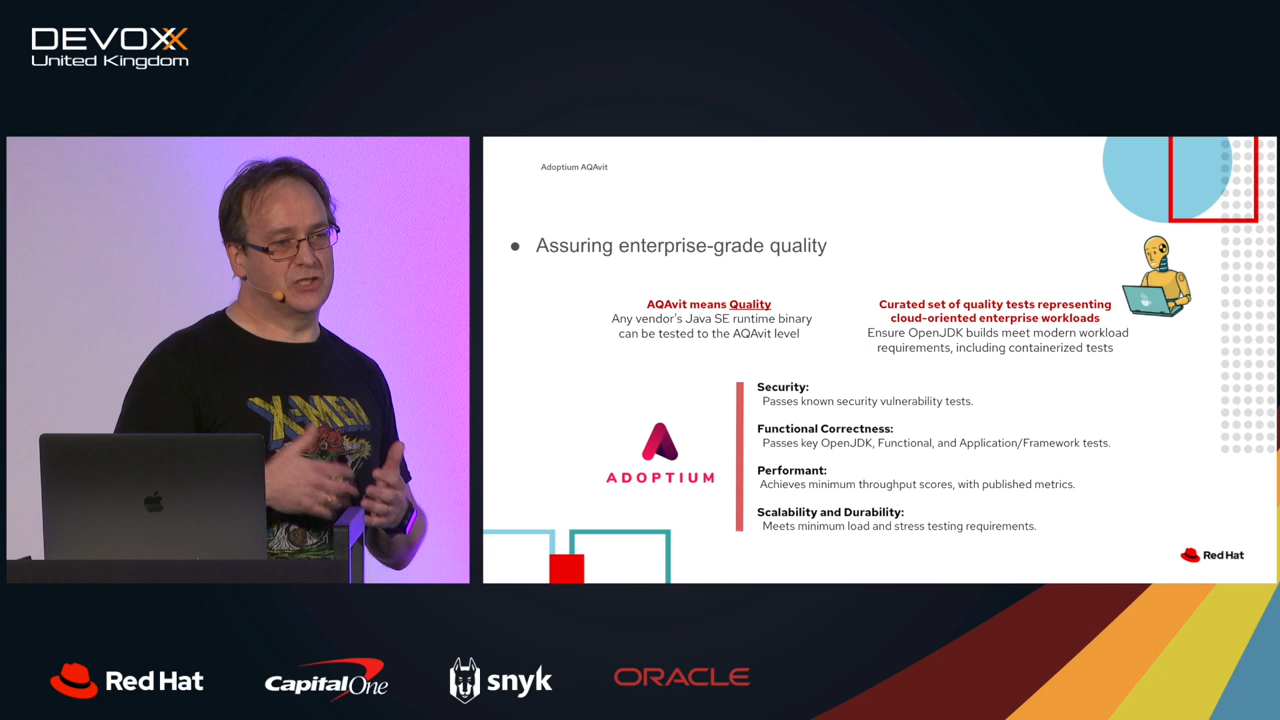 DEVOXX
United Kingdom
X-MEN
Adoptium AQAvit
● Assuring enterprise-grade quality
AQAvit means Quality
Any vendor's Java SE runtime binary
can be tested to the AQAvit level
Curated set of quality tests representing
cloud-oriented enterprise workloads
Ensure OpenJDK builds meet modern workload
requirements, including containerized tests
Security:
Passes known security vulnerability tests.
Functional Correctness:
Passes key OpenJDK, Functional, and Application/Framework tests.
Performant:
Achieves minimum throughput scores, with published metrics.
Scalability and Durability:
Meets minimum load and stress testing requirements.
ADOPTIUM
Red Hat
Red Hat
Capital One
snyk
ORACLE